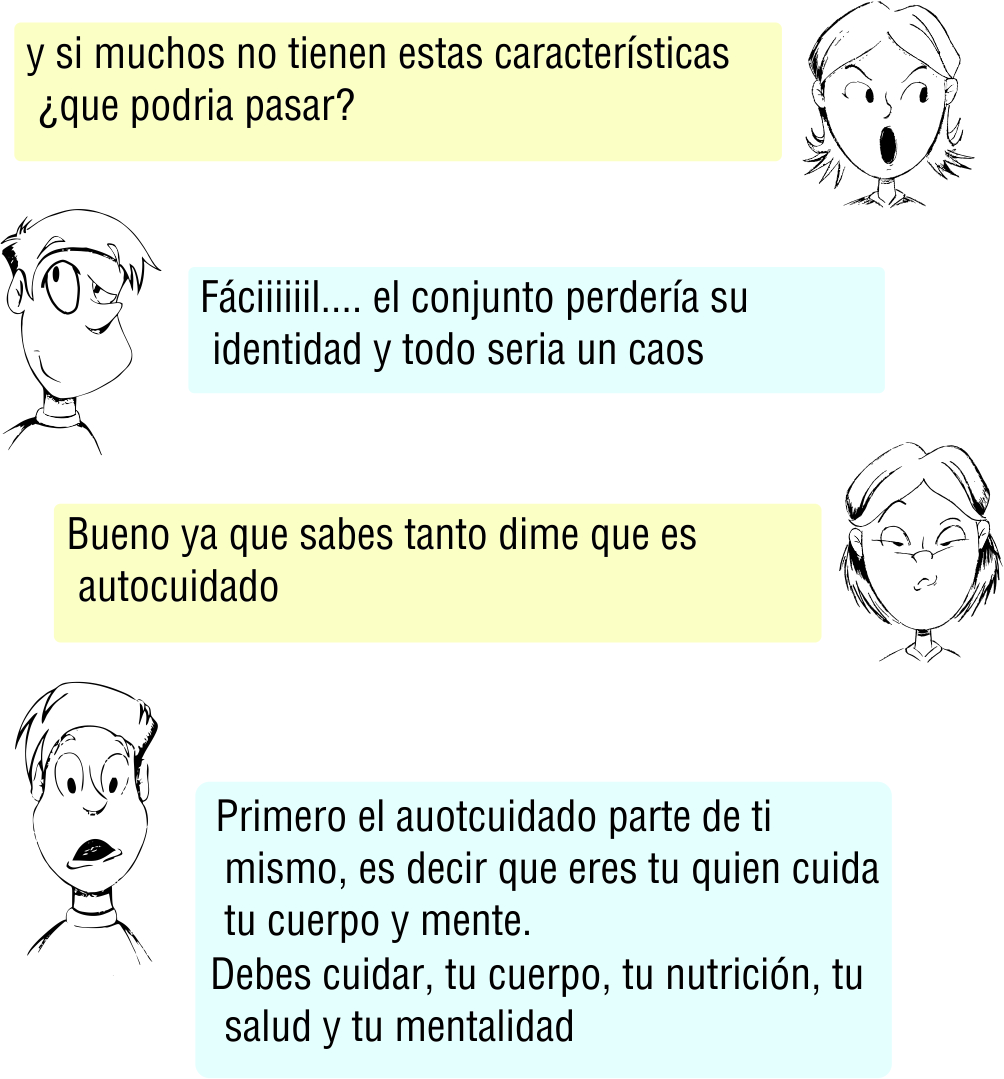 y si muchos no tienen estas características
¿que podria pasar?
Fáciiiiiiil.... el conjunto perdería su
identidad y todo seria un caos
Bueno ya que sabes tanto dime que es
autocuidado
Primero el auotcuidado parte de ti
mismo, es decir que eres tu quien cuida
tu cuerpo y mente.
Debes cuidar, tu cuerpo, tu nutrición, tu
salud y tu mentalidad